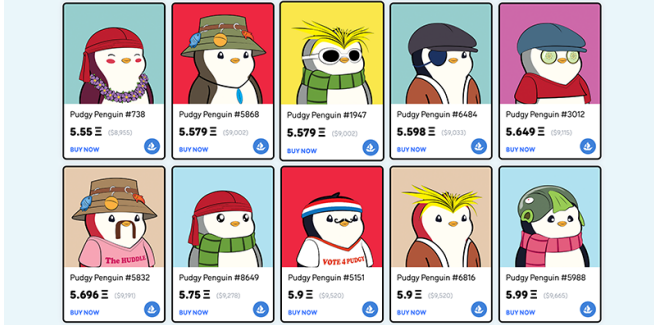 Pudgy Penguin #738
5.55 Ξ ($8,955)
BUY NOW
Pudgy Penguin #5868
5.579 Ξ ($9,002)
BUY NOW
Pudgy Penguin #1947
5.579 Ξ ($9,002)
BUY NOW
Pudgy Penguin #6484
5.598 Ξ ($9,033)
BUY NOW
Pudgy Penguin #3012
5.649 Ξ ($9,115)
BUY NOW
The HUDDLE
Pudgy Penguin #5832
5.696 Ξ ($9,191)
BUY NOW
Pudgy Penguin #8649
5.75 Ξ ($9,278)
BUY NOW
VOTE 4 PUDGY
Pudgy Penguin #5151
5.9 Ξ ($9,520)
BUY NOW
Pudgy Penguin #6816
5.9 Ξ ($9,520)
BUY NOW
Pudgy Penguin #5988
5.99 Ξ ($9,665)
BUY NOW